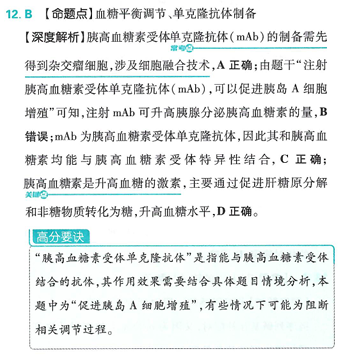 12. B 【命题点】血糖平衡调节、单克隆抗体制备
【深度解析】胰高血糖素受体单克隆抗体(mAb)的制备需先
常考点
得到杂交瘤细胞,涉及细胞融合技术,A 正确;由题干“注射
胰高血糖素受体单克隆抗体(mAb),可以促进胰岛 A 细胞
增殖”可知,注射 mAb 可升高胰腺分泌胰高血糖素的量,B
错误;mAb 为胰高血糖素受体单克隆抗体,因此其和胰高血
糖素均能与胰高血糖素受体特异性结合,C 正确;
胰高血糖素是升高血糖的激素,主要通过促进肝糖原分解
关键点
和非糖物质转化为糖,升高血糖水平,D 正确。
高分要诀
“胰高血糖素受体单克隆抗体”是指能与胰高血糖素受体
结合的抗体,其作用效果需要结合具体题目情境分析,本
题中为“促进胰岛 A 细胞增殖”,有些情况下可能为阻断
相关调节过程。